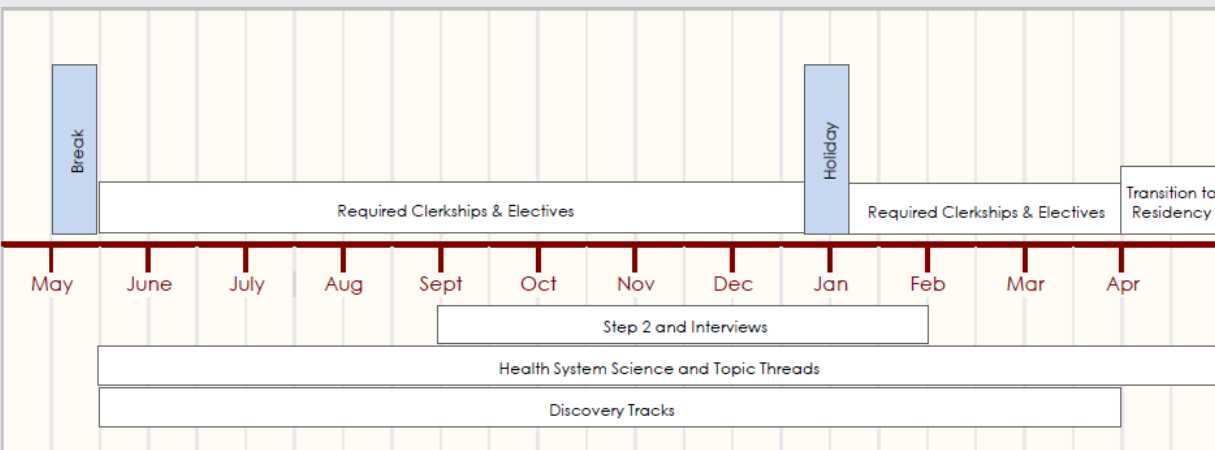 Break
Holiday
Required Clerkships & Electives
Required Clerkships & Electives
Transition to
Residency
May June July Aug Sept Oct Nov Dec Jan Feb Mar Apr
Step 2 and Interviews
Health System Science and Topic Threads
Discovery Tracks